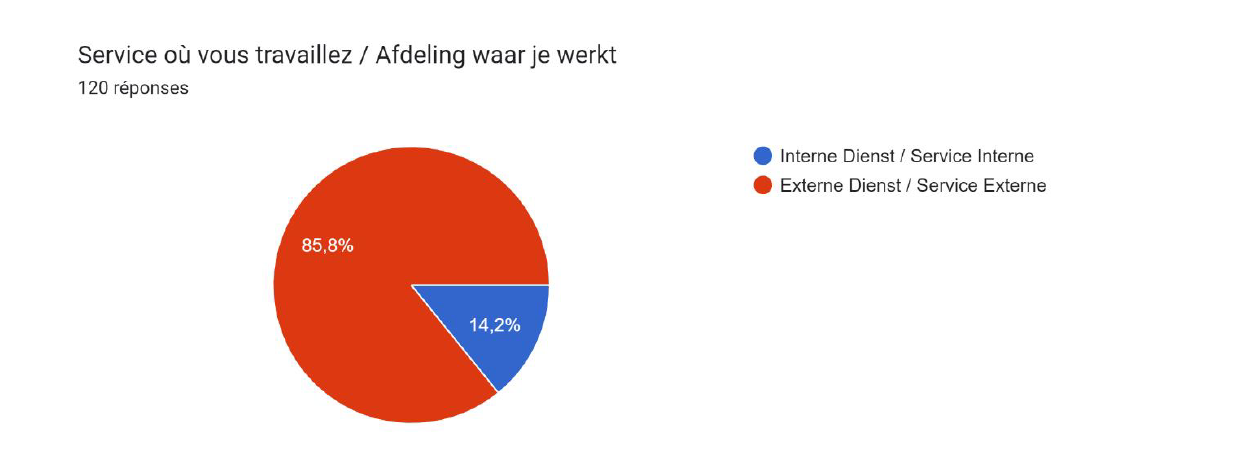 Service où vous travaillez / Afdeling waar je werkt
120 réponses
Interne Dienst / Service Interne
Externe Dienst / Service Externe
85,8%
14,2%